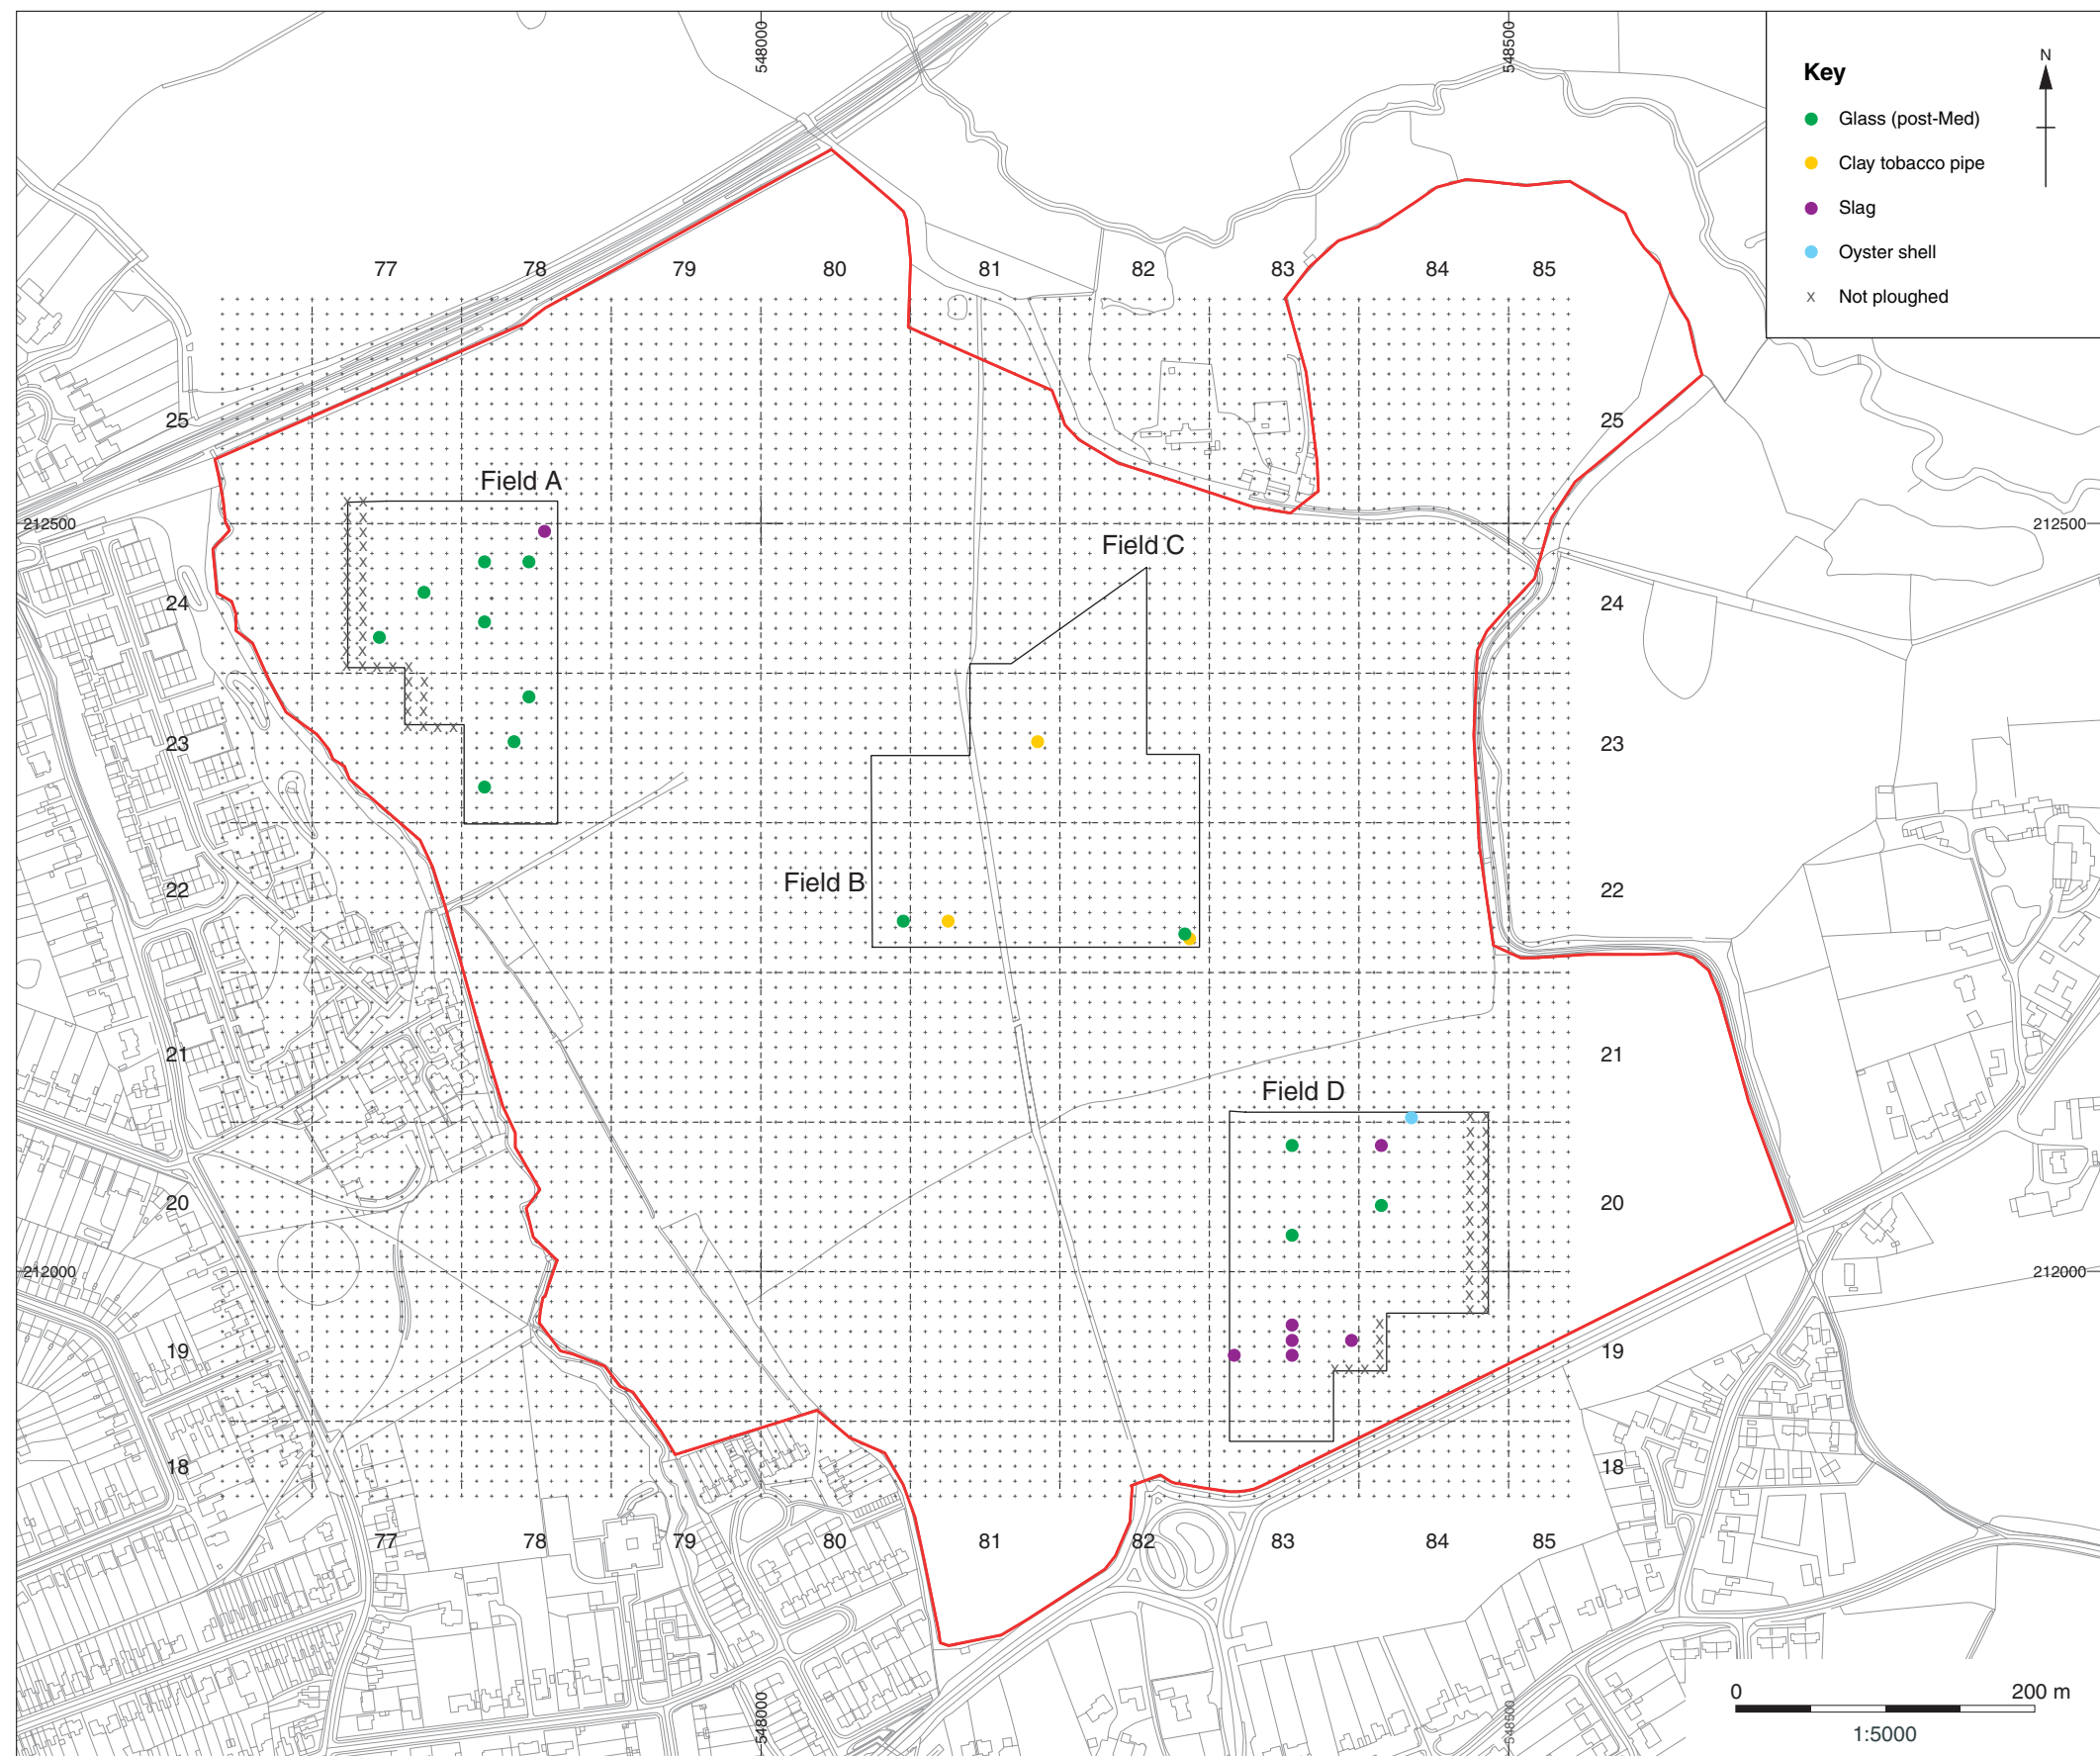 548000
548500
Key
N
Glass (post-Med)
Clay tobacco pipe
Slag
Oyster shell
x Not ploughed
77 78 79 80 81 82 83 84 85
25 25
Field A
212500 212500
Field C
24 24
23 23
Field B
22 22
21 21
Field D
20 20
212000 212000
19 19
18 18
77 78 79 80 81 82 83 84 85
548000
548500
0 200 m
1:5000